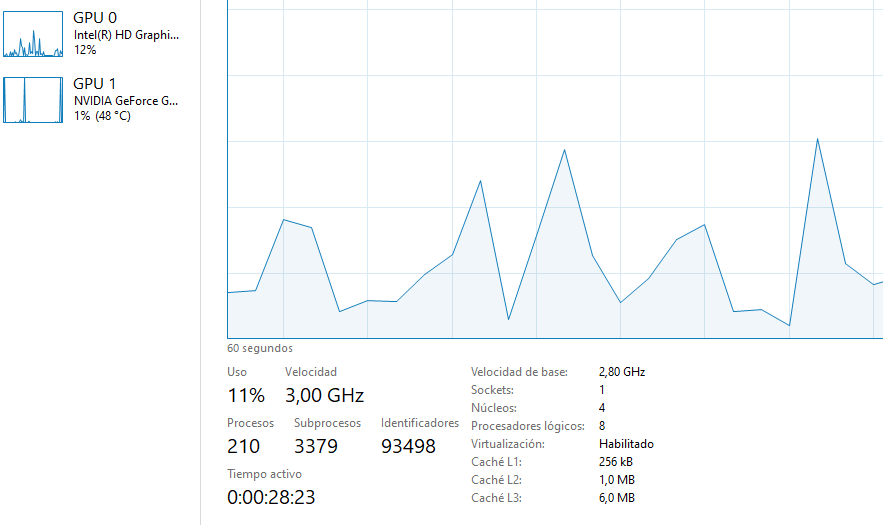 GPU 0
Intel(R) HD Graphi...
12%
GPU 1
NVIDIA GeForce G...
1% (48 °C)
60 segundos
Uso
Velocidad
11%
3,00 GHz
Procesos
Subprocesos
Identificadores
210
3379
93498
Tiempo activo
0:00:28:23
Velocidad de base:
2,80 GHz
Sockets:
1
Núcleos:
4
Procesadores lógicos:
8
Virtualización:
Habilitado
Caché L1:
256 kB
Caché L2:
1,0 MB
Caché L3:
6,0 MB